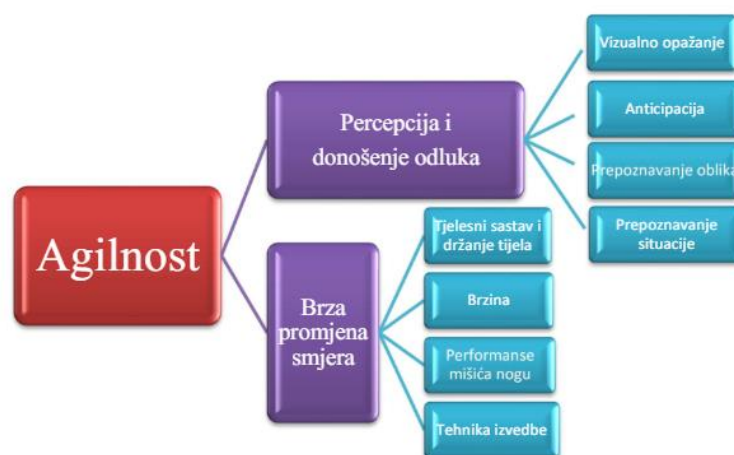 Agilnost
Percepcija i
donošenje odluka
Vizualno opažanje
Anticipacija
Prepoznavanje oblika
Prepoznavanje
situacije
Brza
promjena
smjera
Tjelesni sastav i
držanje tijela
Brzina
Performanse
mišića nogu
Tehnika izvedbe